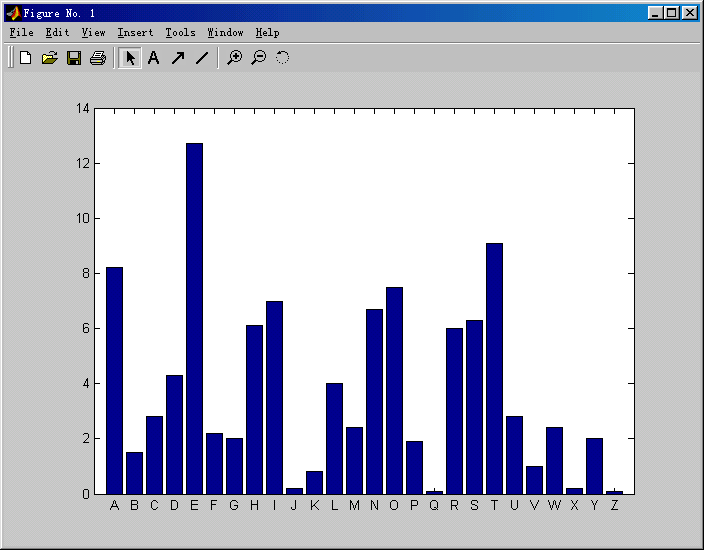 Figure No. 1
File Edit View Insert Tools Window Help
A
14
12
10
8
6
4
2
0
A B C D E F G H I J K L M N O P Q R S T U V W X Y Z